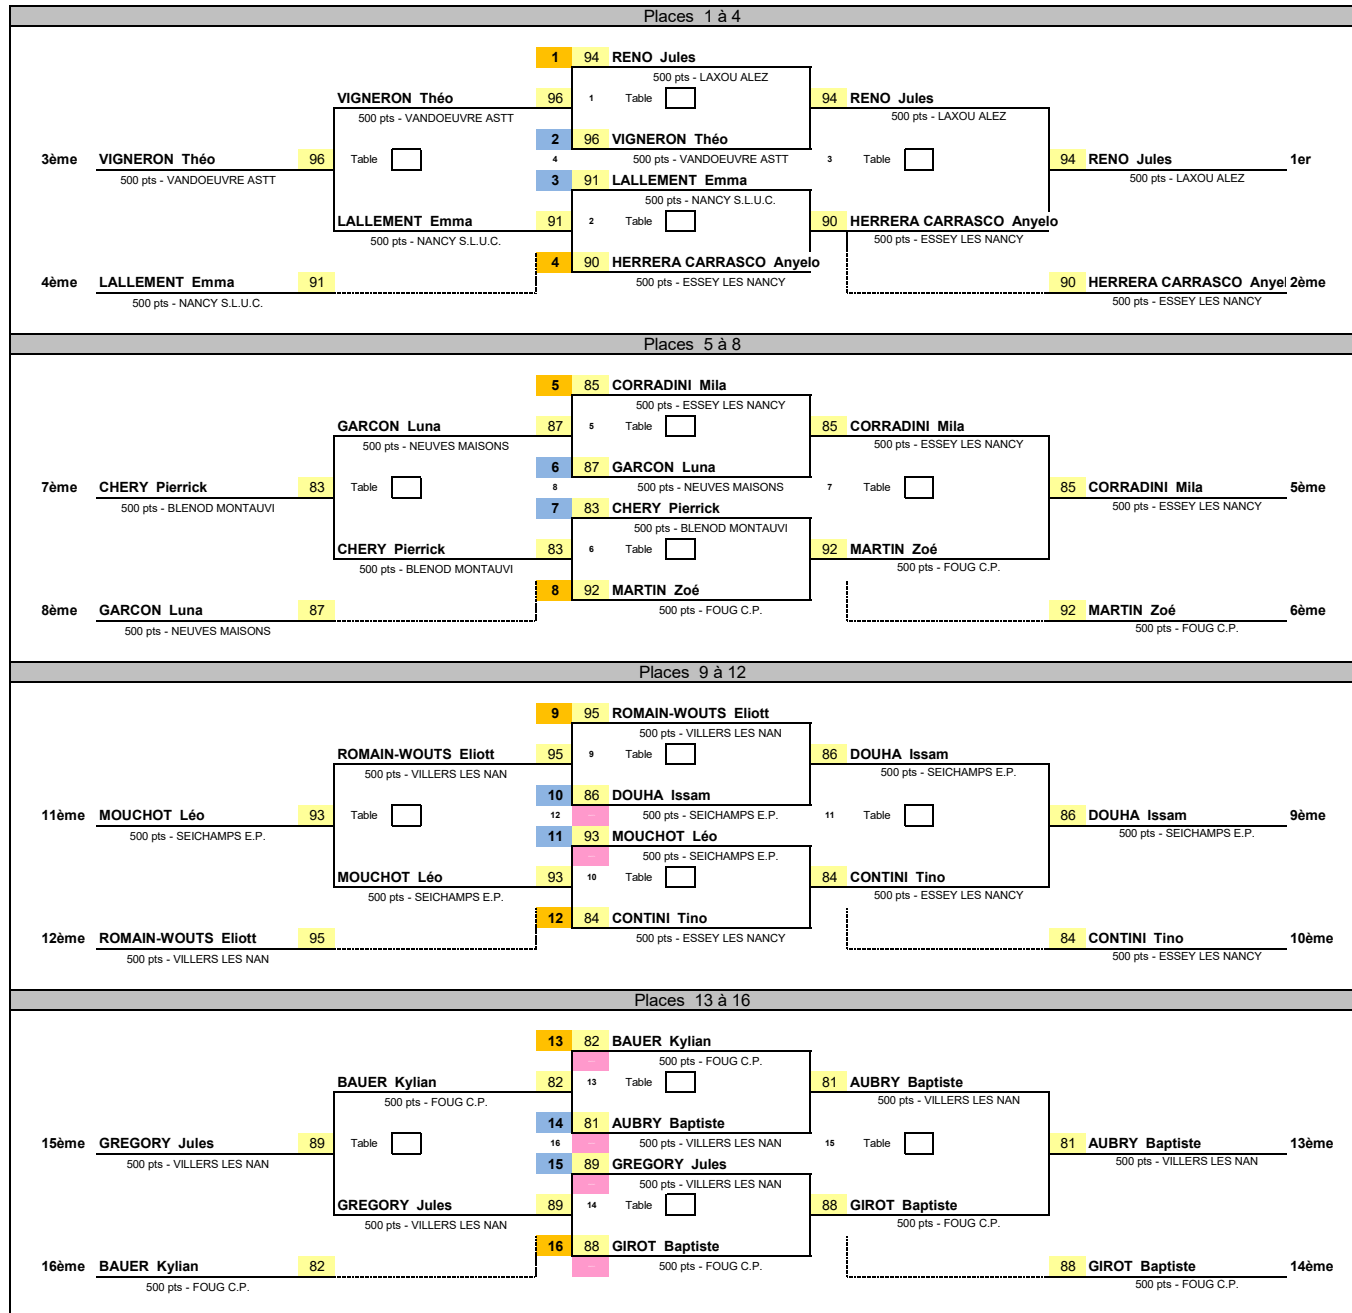 Places 1 à 4
1 94 RENO Jules
500 pts - LAXOU ALEZ
VIGNERON Théo 96 1 Table 94 RENO Jules
500 pts - VANDOEUVRE ASTT 500 pts - LAXOU ALEZ
2 96 VIGNERON Théo
3ème VIGNERON Théo 96 Table 4 500 pts - VANDOEUVRE ASTT 3 Table 94 RENO Jules 1er
500 pts - VANDOEUVRE ASTT 3 91 LALLEMENT Emma 500 pts - LAXOU ALEZ
500 pts - NANCY S.L.U.C.
LALLEMENT Emma 91 2 Table 90 HERRERA CARRASCO Anyelo
500 pts - NANCY S.L.U.C. 500 pts - ESSEY LES NANCY
4 90 HERRERA CARRASCO Anyelo
4ème LALLEMENT Emma 91 500 pts - ESSEY LES NANCY 90 HERRERA CARRASCO Anyel 2ème
500 pts - NANCY S.L.U.C. 500 pts - ESSEY LES NANCY
Places 5 à 8
5 85 CORRADINI Mila
500 pts - ESSEY LES NANCY
GARCON Luna 87 5 Table 85 CORRADINI Mila
500 pts - NEUVES MAISONS 500 pts - ESSEY LES NANCY
6 87 GARCON Luna
7ème CHERY Pierrick 83 Table 8 500 pts - NEUVES MAISONS 7 Table 85 CORRADINI Mila 5ème
500 pts - BLENOD MONTAUVI 7 83 CHERY Pierrick 500 pts - ESSEY LES NANCY
500 pts - BLENOD MONTAUVI
CHERY Pierrick 83 6 Table 92 MARTIN Zoé
500 pts - BLENOD MONTAUVI 500 pts - FOUG C.P.
8 92 MARTIN Zoé
8ème GARCON Luna 87 500 pts - FOUG C.P. 92 MARTIN Zoé 6ème
500 pts - NEUVES MAISONS 500 pts - FOUG C.P.
Places 9 à 12
9 95 ROMAIN-WOUTS Eliott
500 pts - VILLERS LES NAN
ROMAIN-WOUTS Eliott 95 9 Table 86 DOUHA Issam
500 pts - VILLERS LES NAN 500 pts - SEICHAMPS E.P.
10 86 DOUHA Issam
11ème MOUCHOT Léo 93 Table 12 500 pts - SEICHAMPS E.P. 11 Table 86 DOUHA Issam 9ème
500 pts - SEICHAMPS E.P. 11 93 MOUCHOT Léo 500 pts - SEICHAMPS E.P.
500 pts - SEICHAMPS E.P.
MOUCHOT Léo 93 10 Table 84 CONTINI Tino
500 pts - SEICHAMPS E.P. 500 pts - ESSEY LES NANCY
12 84 CONTINI Tino
12ème ROMAIN-WOUTS Eliott 95 500 pts - ESSEY LES NANCY 84 CONTINI Tino 10ème
500 pts - VILLERS LES NAN 500 pts - ESSEY LES NANCY
Places 13 à 16
13 82 BAUER Kylian
500 pts - FOUG C.P.
BAUER Kylian 82 13 Table 81 AUBRY Baptiste
500 pts - FOUG C.P. 500 pts - VILLERS LES NAN
14 81 AUBRY Baptiste
15ème GREGORY Jules 89 Table 16 500 pts - VILLERS LES NAN 15 Table 81 AUBRY Baptiste 13ème
500 pts - VILLERS LES NAN 15 89 GREGORY Jules 500 pts - VILLERS LES NAN
500 pts - VILLERS LES NAN
GREGORY Jules 89 14 Table 88 GIROT Baptiste
500 pts - VILLERS LES NAN 500 pts - FOUG C.P.
16 88 GIROT Baptiste
16ème BAUER Kylian 82 500 pts - FOUG C.P. 88 GIROT Baptiste 14ème
500 pts - FOUG C.P. 500 pts - FOUG C.P.